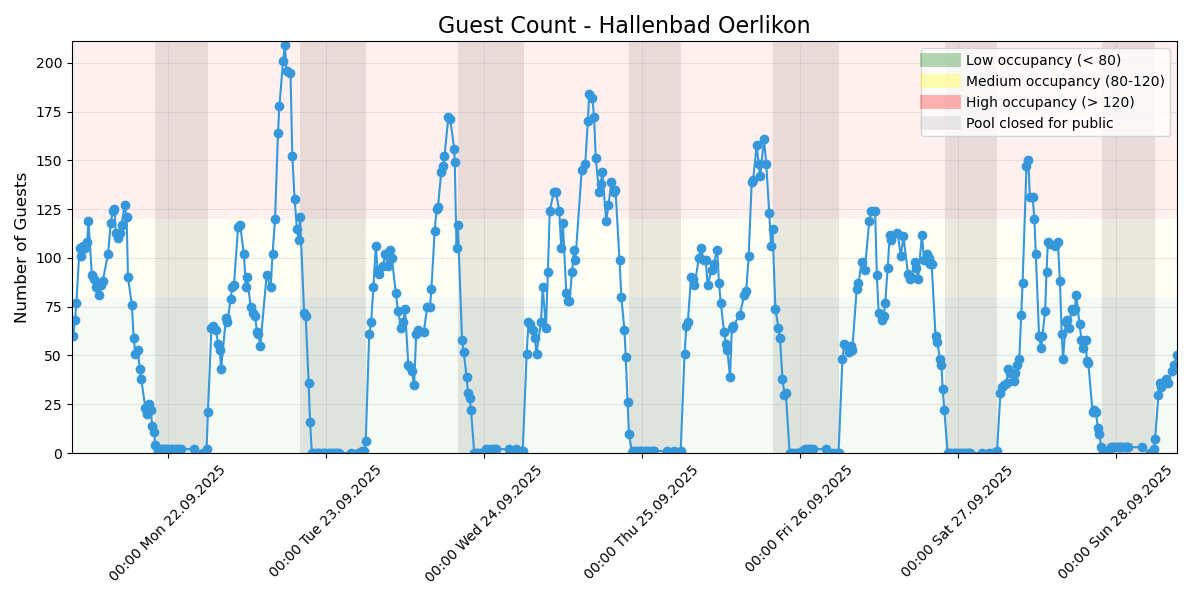 Guest Count - Hallenbad Oerlikon
Number of Guests
200
175
150
125
100
75
50
25
0
Low occupancy (< 80)
Medium occupancy (80-120)
High occupancy (> 120)
Pool closed for public
00:00 Mon 22.09.2025
00:00 Tue 23.09.2025
00:00 Wed 24.09.2025
00:00 Thu 25.09.2025
00:00 Fri 26.09.2025
00:00 Sat 27.09.2025
00:00 Sun 28.09.2025